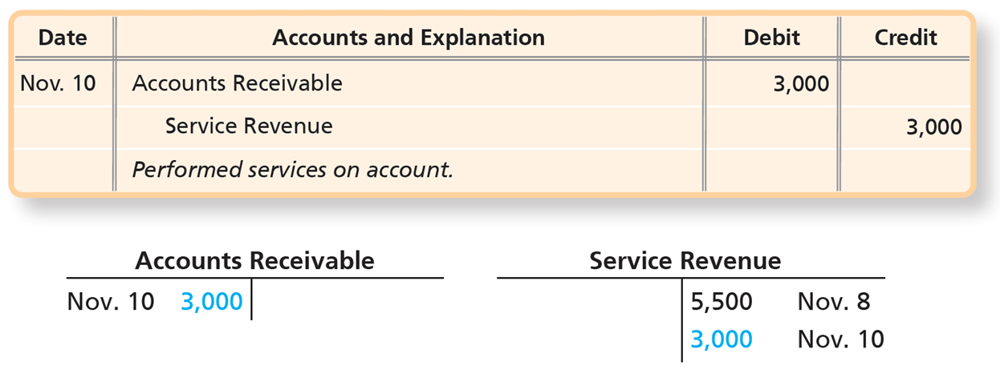 Date Accounts and Explanation Debit Credit
Nov. 10 Accounts Receivable 3,000
Service Revenue 3,000
Performed services on account.
Accounts Receivable Service Revenue
Nov. 10 3,000 5,500 Nov. 8
3,000 Nov. 10